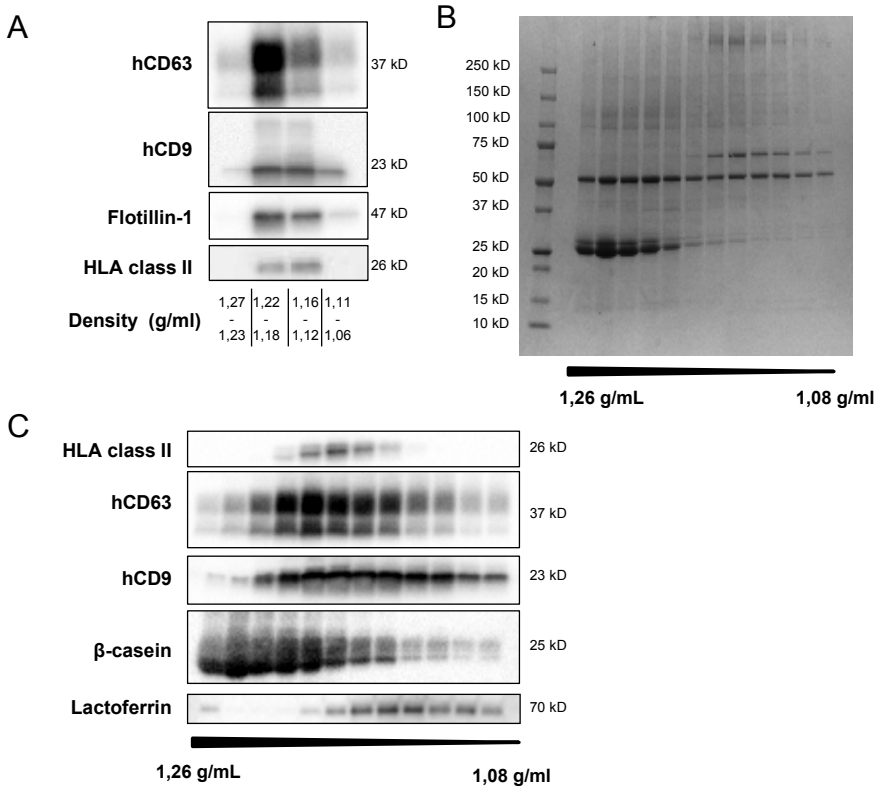 A
hCD63
37 kD
hCD9
23 kD
Flotillin-1
47 kD
HLA class II
26 kD
Density (g/ml)
1,27 - 1,23
1,22 - 1,18
1,16 - 1,12
1,11 - 1,06
B
250 kD
150 kD
100 kD
75 kD
50 kD
37 kD
25 kD
20 kD
15 kD
10 kD
1,26 g/mL
1,08 g/ml
C
HLA class II
26 kD
hCD63
37 kD
hCD9
23 kD
β-casein
25 kD
Lactoferrin
70 kD
1,26 g/mL
1,08 g/ml